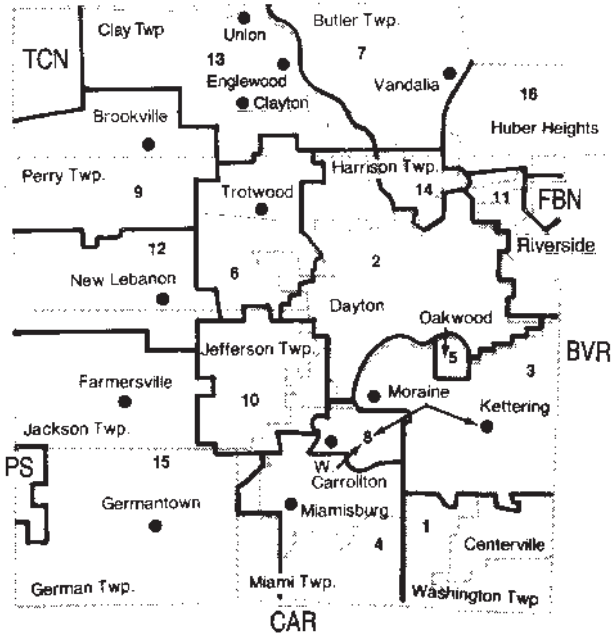 Clay Twp
Union
Butler Twp.
TCN
13
7
Englewood
Vandalia
Clayton
16
Brookville
Huber Heights
Perry Twp.
Harrison Twp.
9
Trotwood
14
11
FBN
12
Riverside
New Lebanon
6
2
Dayton
Oakwood
Jefferson Twp.
5
BVR
3
Farmersville
10
Moraine
Kettering
Jackson Twp.
8
PS
15
W.
Carrollton
Germantown
Miamisburg
1
4
Centerville
German Twp.
Miami Twp.
Washington Twp
CAR